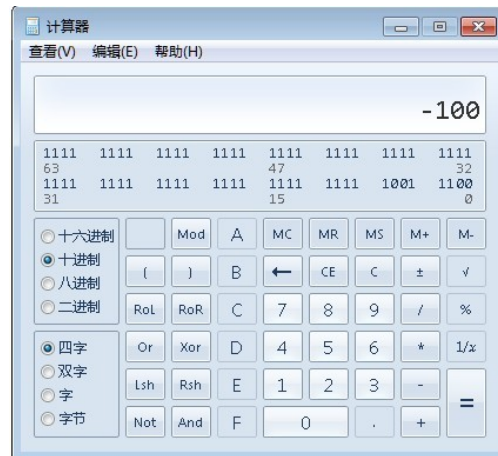 计算器
查看(V) 编辑(E) 帮助(H)
-100
1111 1111 1111 1111 1111 1111 1111 1111
63 47 32
1111 1111 1111 1111 1111 1111 1001 1100
31 15 0
十六进制 Mod A MC MR MS M+ M-
十进制
八进制 ( ) B ← CE C ± √
二进制 RoL RoR C 7 8 9 / %
四字 Or Xor D 4 5 6 * 1/x
双字
字 Lsh Rsh E 1 2 3 - =
字节 Not And F 0 . +